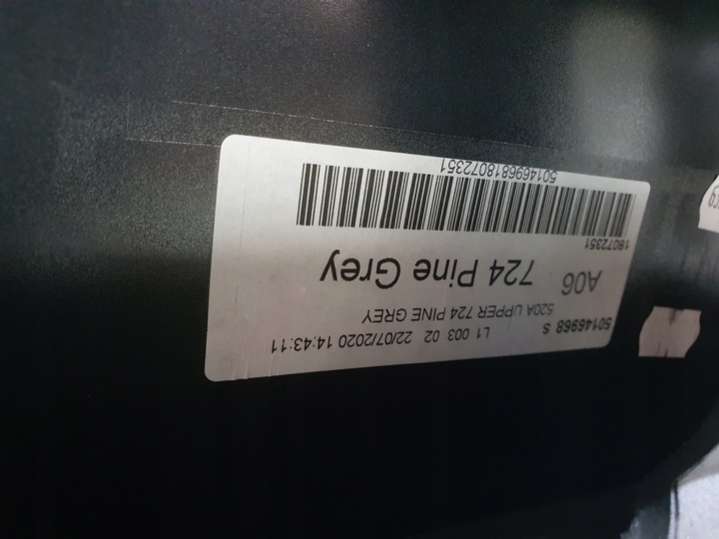 50146968 S L1 003 02 22/07/2020 14:43:11
520A UPPER 724 PINE GREY
A06 724 Pine Grey
18072351
5014696818072351